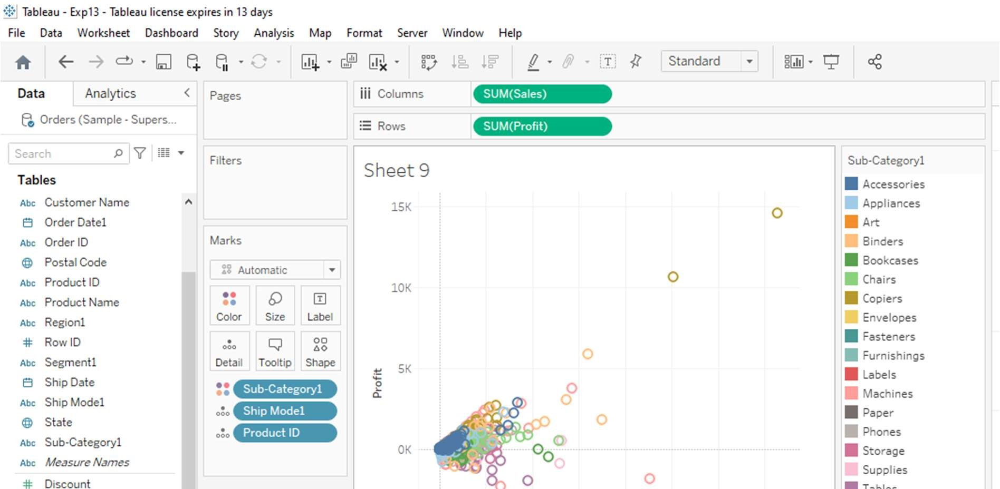 Tableau - Exp13 - Tableau license expires in 13 days
File Data Worksheet Dashboard Story Analysis Map Format Server Window Help
Standard
Data Analytics
Orders (Sample - Supers...
Search
Tables
Abc Customer Name
Order Date1
Abc Order ID
Postal Code
Abc Product ID
Abc Product Name
Abc Region1
# Row ID
Abc Segment1
Ship Date
Abc Ship Mode1
State
Abc Sub-Category1
Abc Measure Names
# Discount
Pages
Filters
Marks
Automatic
Color Size Label
Detail Tooltip Shape
Sub-Category1
Ship Mode1
Product ID
Columns SUM(Sales)
Rows SUM(Profit)
Sheet 9
15K
10K
5K
0K
Profit
Sub-Category1
Accessories
Appliances
Art
Binders
Bookcases
Chairs
Copiers
Envelopes
Fasteners
Furnishings
Labels
Machines
Paper
Phones
Storage
Supplies
Tables